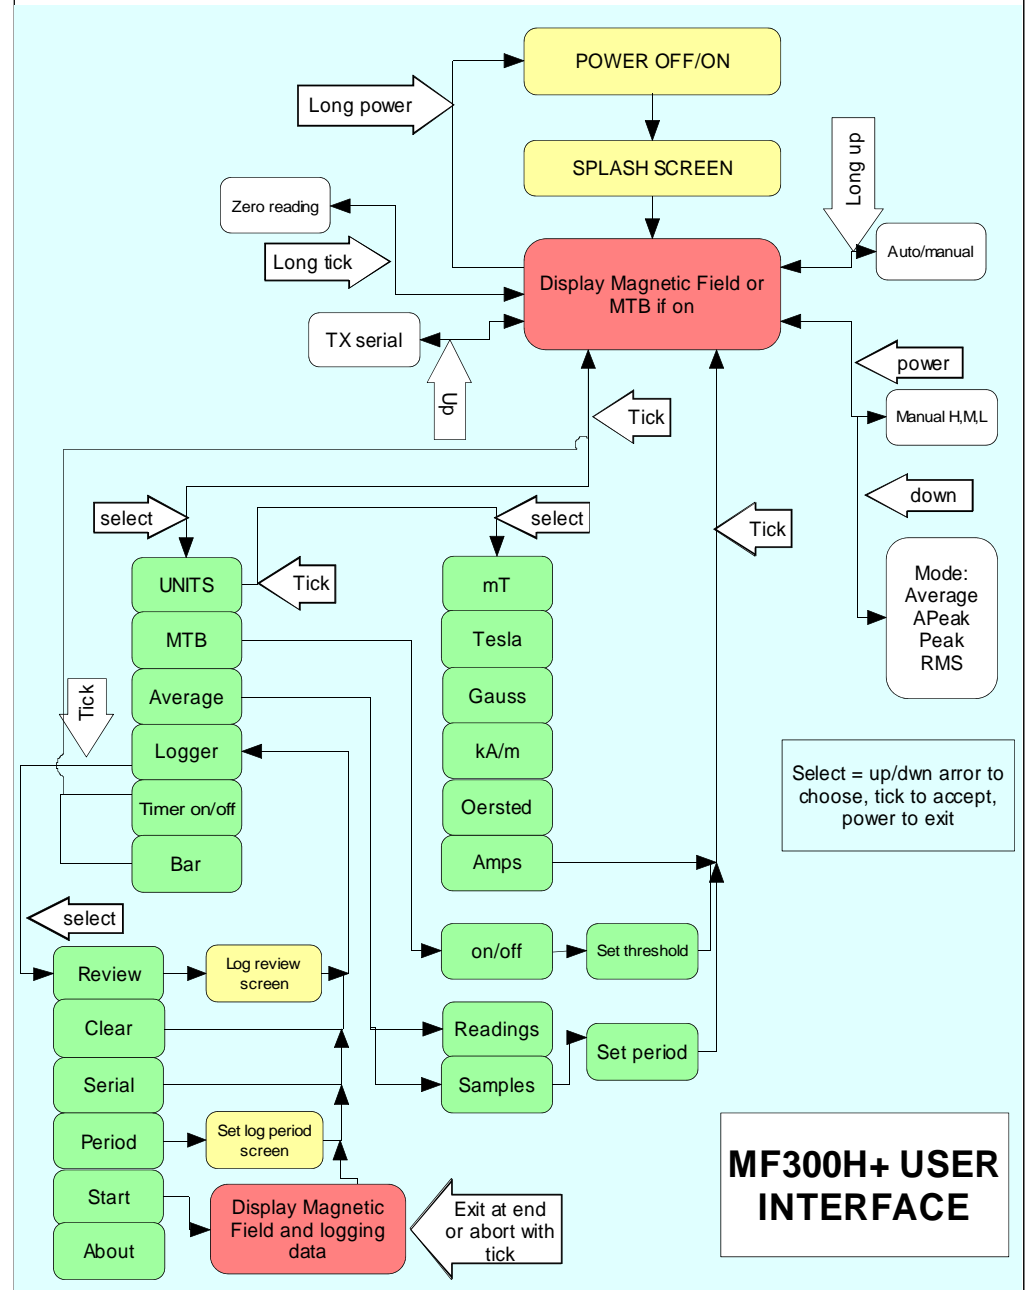 POWER OFF/ON
Long power
SPLASH SCREEN
Long up
Zero reading
Long tick
Display Magnetic Field or
MTB if on
Auto/manual
TX serial
Up
power
Manual H,M,L
Tick
down
select
select
Tick
Mode:
Average
APeak
Peak
RMS
UNITS
Tick
mT
MTB
Tesla
Average
Gauss
Tick
Logger
kA/m
Timer on/off
Oersted
Bar
Amps
Select = up/dwn arror to
choose, tick to accept,
power to exit
select
Review
Log review
screen
on/off
Set threshold
Clear
Readings
Set period
Serial
Samples
Period
Set log period
screen
Start
Display Magnetic
Field and logging
data
Exit at end
or abort with
tick
About
MF300H+ USER
INTERFACE